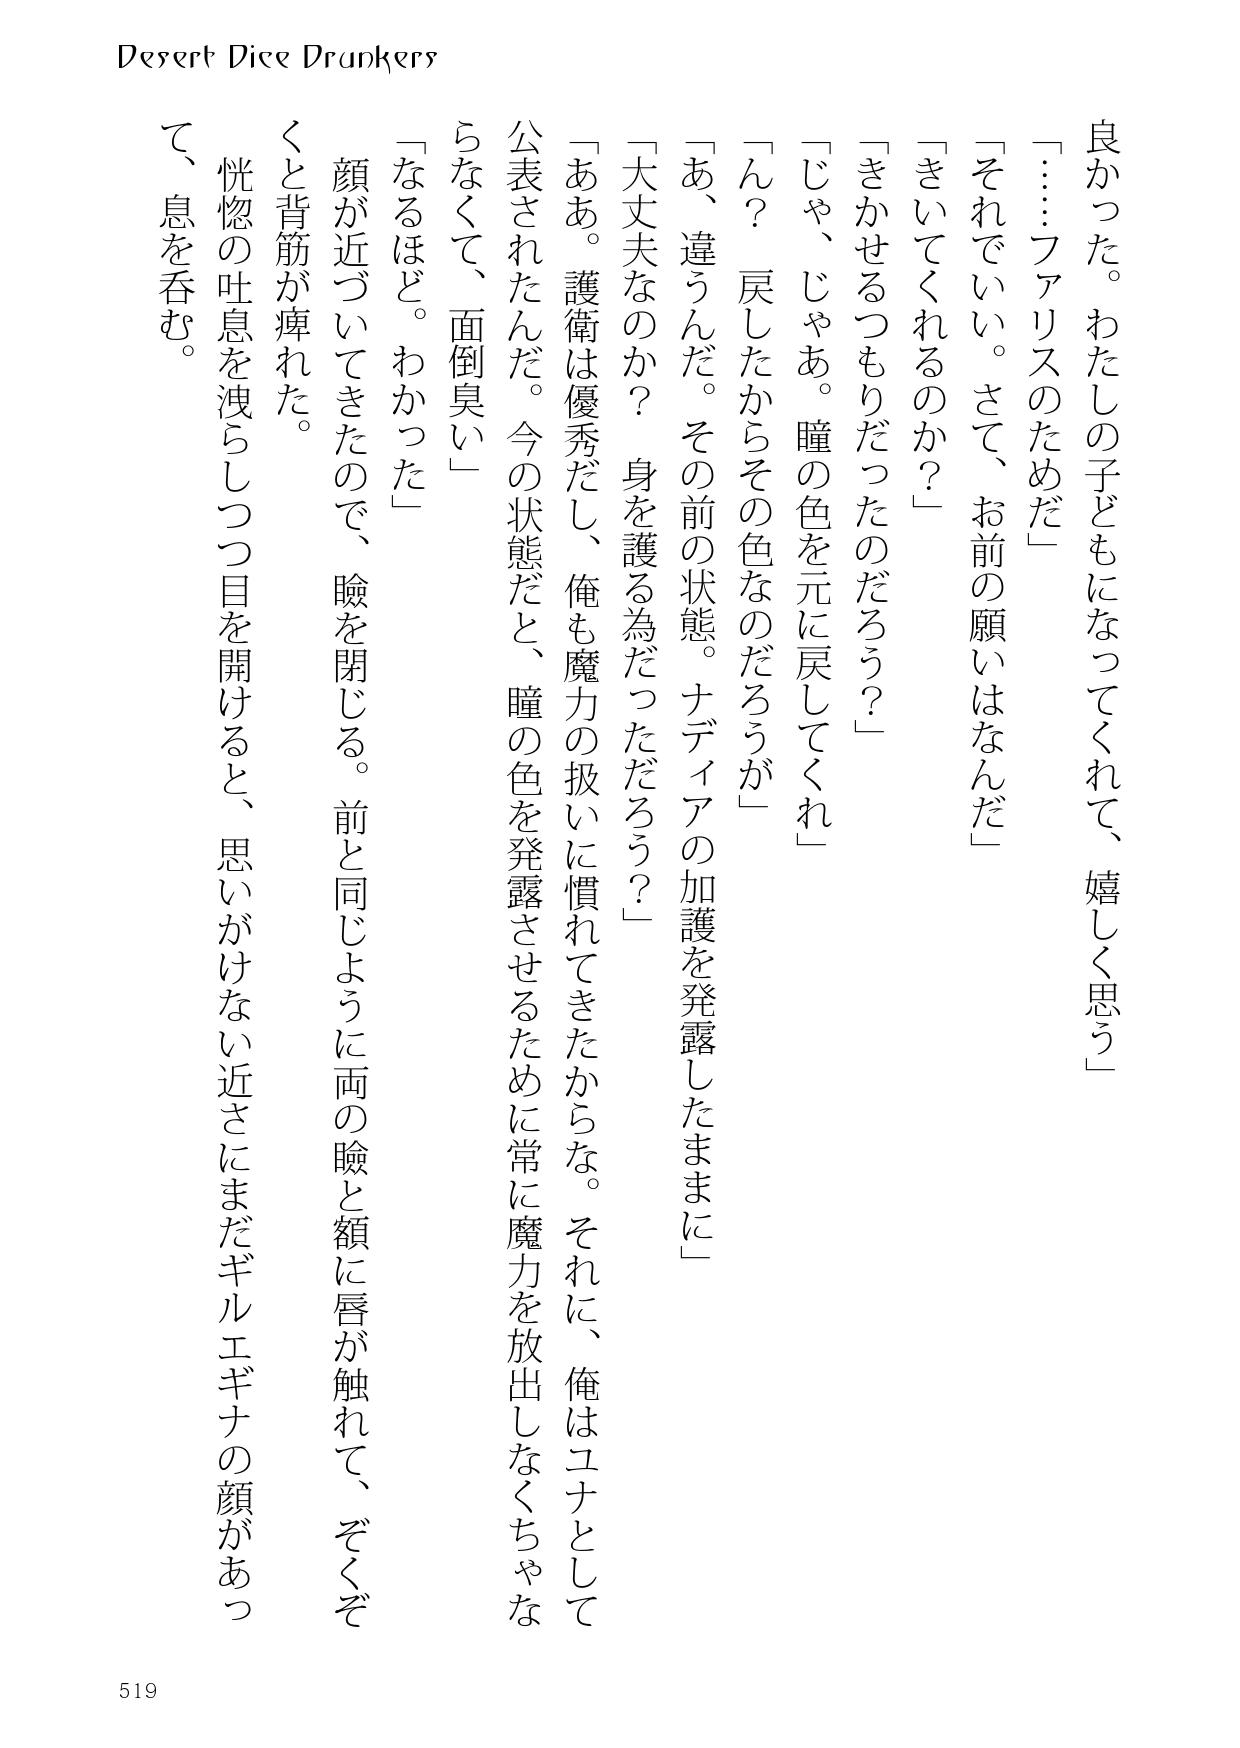 Desert Dice Drunkers
良かった。わたしの子どもになってくれて、嬉しく思う」
「……ファリスのためだ」
「それでいい。さて、お前の願いはなんだ」
「きいてくれるのか？」
「きかせるつもりだったのだろう？」
「じゃ、じゃあ。瞳の色を元に戻してくれ」
「ん？　戻したからその色なのだろうが」
「あ、違うんだ。その前の状態。ナディアの加護を発露したままに」
「大丈夫なのか？　身を護る為だっただろう？」
「ああ。護衛は優秀だし、俺も魔力の扱いに慣れてきたからな。それに、俺はユナとして
公表されたんだ。今の状態だと、瞳の色を発露させるために常に魔力を放出しなくちゃな
らなくて、面倒臭い」
「なるほど。わかった」
　顔が近づいてきたので、瞼を閉じる。前と同じように両の瞼と額に唇が触れて、ぞくぞ
くと背筋が痺れた。
　恍惚の吐息を洩らしつつ目を開けると、思いがけない近さにまだギルエギナの顔があっ
て、息を呑む。
519